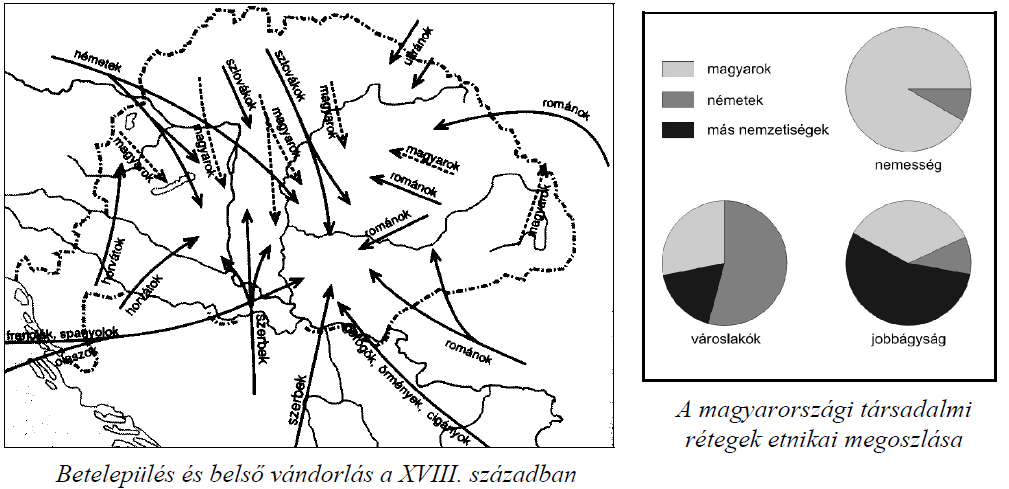 németek
szlovákok
szlovákok
ukránok
magyarok
románok
magyarok
magyarok
magyarok
magyarok
románok
románok
magyarok
horvátok
horvátok
franciák, spanyolok
olaszok
szerbek
szerbek
görögök, örmények, cigányok
románok
Betelepülés és belső vándorlás a XVIII. században
magyarok
németek
más nemzetiségek
nemesség
városlakók
jobbágyság
A magyarországi társadalmi
rétegek etnikai megoszlása